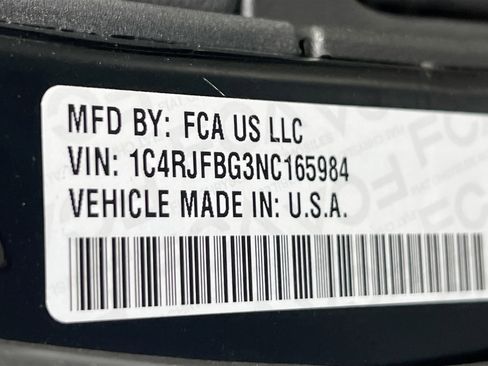 MFD BY: FCA US LLC
VIN: 1C4RJFBG3NC165984
VEHICLE MADE IN: U.S.A.